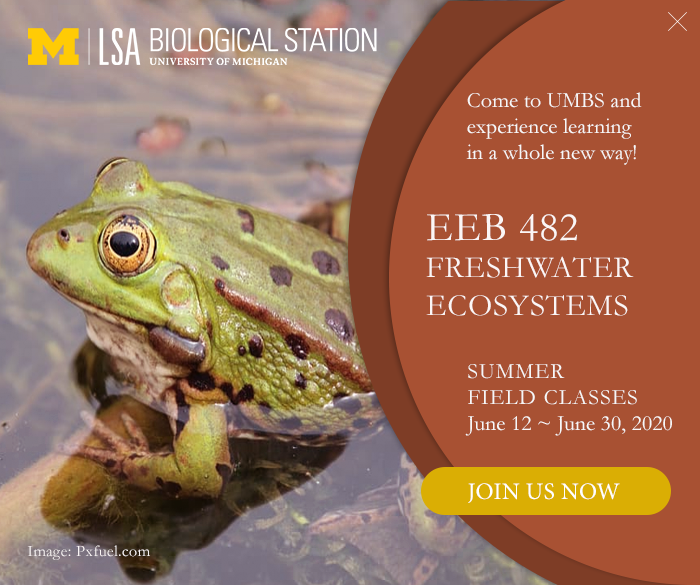 M | LSA BIOLOGICAL STATION
UNIVERSITY OF MICHIGAN
Come to UMBS and
experience learning
in a whole new way!
EEB 482
FRESHWATER
ECOSYSTEMS
SUMMER
FIELD CLASSES
June 12 ~ June 30, 2020
JOIN US NOW
Image: Pxfuel.com